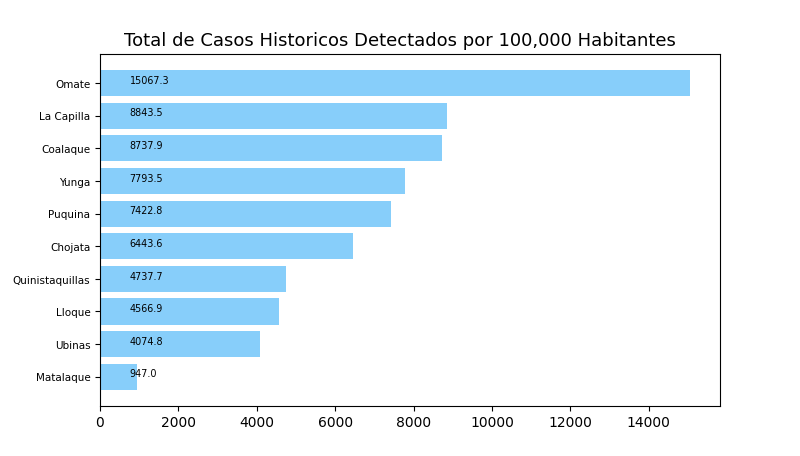 Total de Casos Historicos Detectados por 100,000 Habitantes
Omate 15067.3
La Capilla 8843.5
Coalaque 8737.9
Yunga 7793.5
Puquina 7422.8
Chojata 6443.6
Quinistaquillas 4737.7
Lloque 4566.9
Ubinas 4074.8
Matalaque 947.0
0 2000 4000 6000 8000 10000 12000 14000